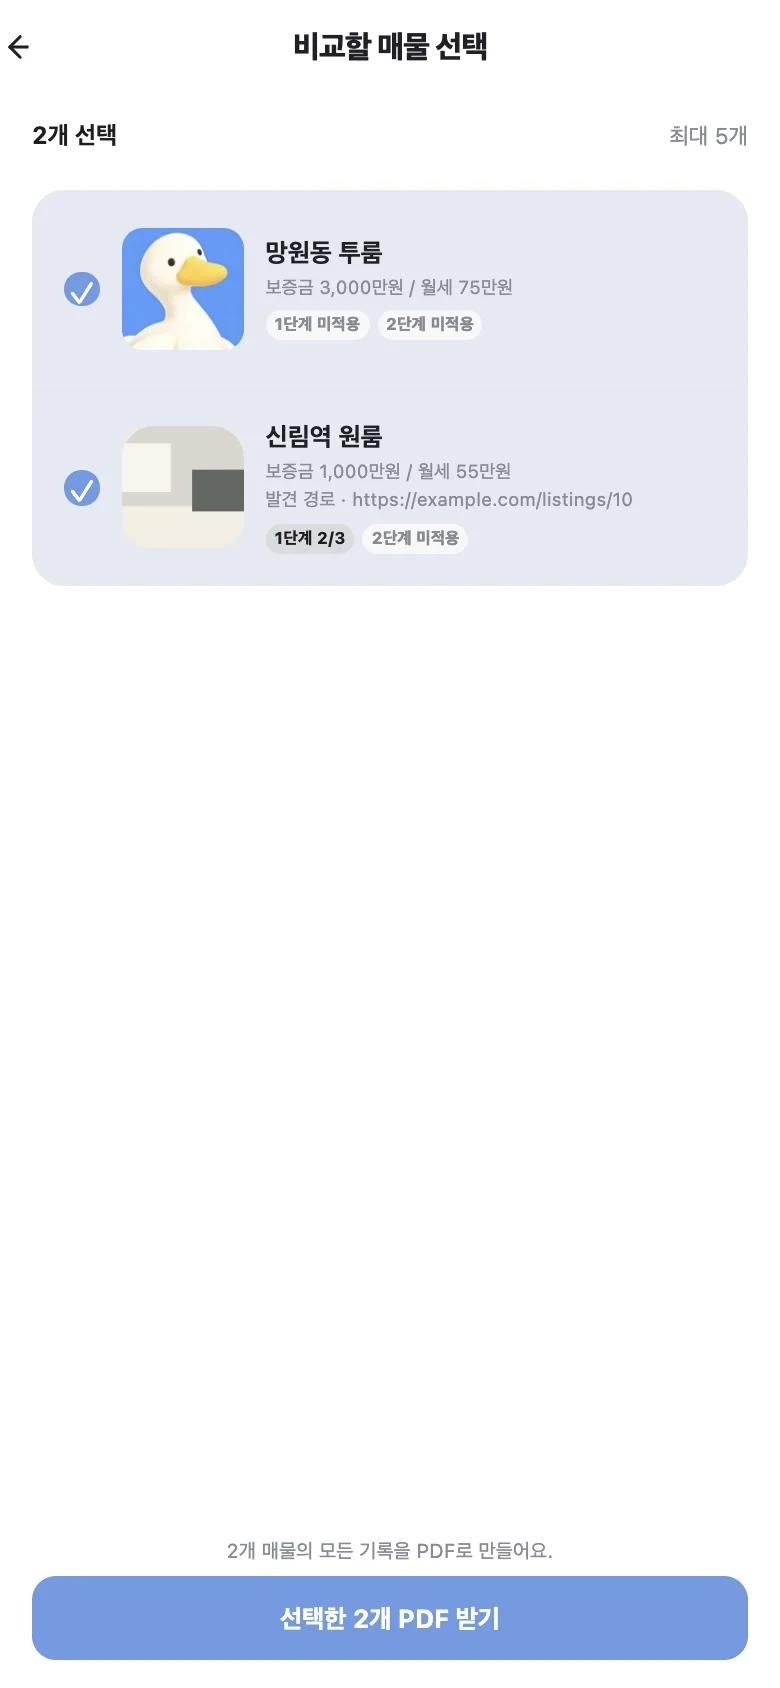 비교할 매물 선택
2개 선택
최대 5개
망원동 투룸
보증금 3,000만원 / 월세 75만원
1단계 미적용 2단계 미적용
신림역 원룸
보증금 1,000만원 / 월세 55만원
발견 경로 · https://example.com/listings/10
1단계 2/3 2단계 미적용
2개 매물의 모든 기록을 PDF로 만들어요.
선택한 2개 PDF 받기